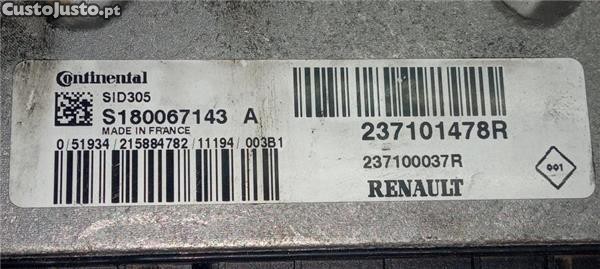 CustoJusto.pt
Continental
SID305
S180067143 A
MADE IN FRANCE
0/51934/215884782/11194/003B1
237101478R
237100037R
RENAULT
001